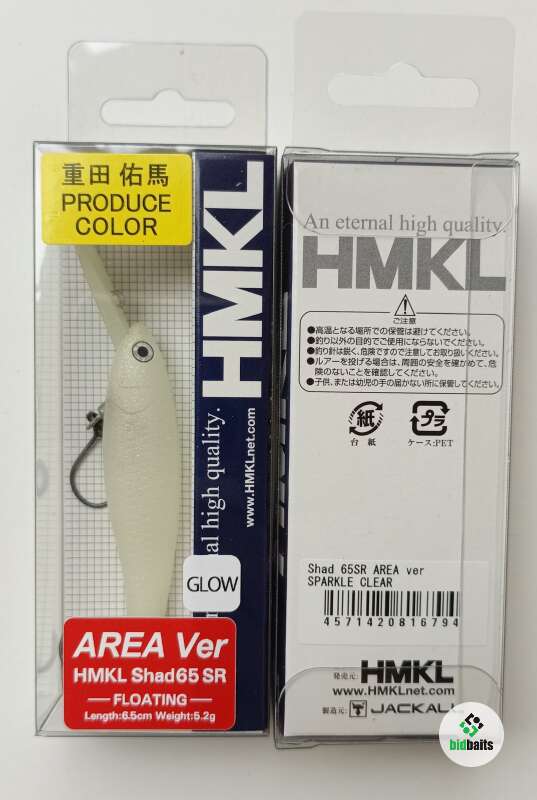 重田 佑馬
PRODUCE
COLOR
HMKL
high quality.
www.HMKLnet.com
GLOW
AREA Ver
HMKL Shad65 SR
FLOATING
Length:6.5cm Weight:5.2g
An eternal high quality.
HMKL
ご注意
●高温となる場所での保管は避けてください。
●釣り以外の目的でご使用にならないでください。
●釣り針は鋭く、危険ですので注意してお取り扱いください。
●ルアーを投げる場合は、周囲の安全を確かめて、危
険のないことを確認してください。
●子供、または幼児の手の届かない所に保管してください。
紙
台 紙
プラ
ケース:PET
Shad 65SR AREA ver
SPARKLE CLEAR
4571420816794
発売元: HMKL
www.HMKLnet.com
製造元: JACKALL
bidbaits